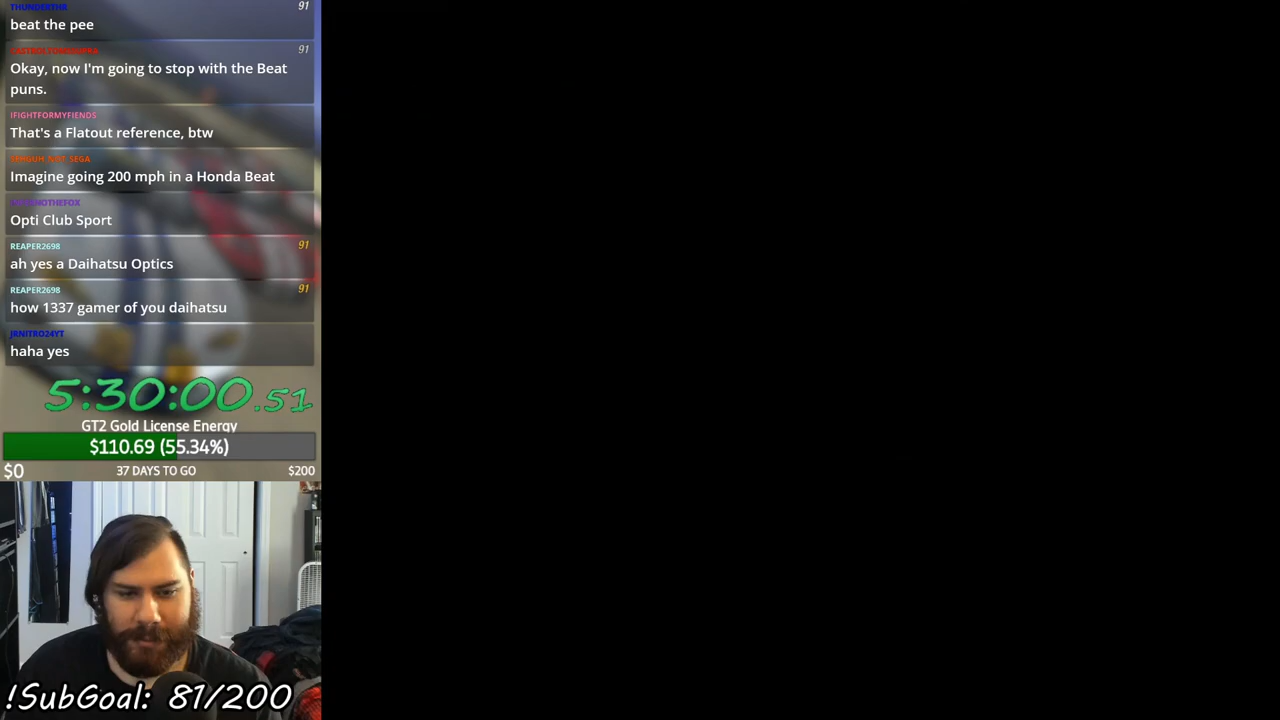 THUNDERTHR
91
beat the pee
91
Okay, now I'm going to stop with the Beat
puns.
IFIGHTFORMYFIENDS
That's a Flatout reference, btw
Imagine going 200 mph in a Honda Beat
Opti Club Sport
REAPER2698
91
ah yes a Daihatsu Optics
REAPER2698
91
how 1337 gamer of you daihatsu
JRNITRO24YT
haha yes
5:30:00.51
GT2 Gold License Energy
$110.69 (55.34%)
$0
37 DAYS TO GO
$200
!SubGoal: 81/200